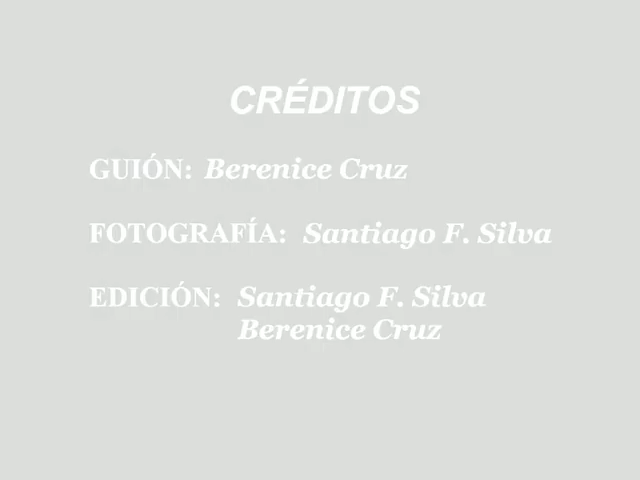 CRÉDITOS
GUIÓN: Berenice Cruz
FOTOGRAFÍA: Santiago F. Silva
EDICIÓN: Santiago F. Silva
Berenice Cruz